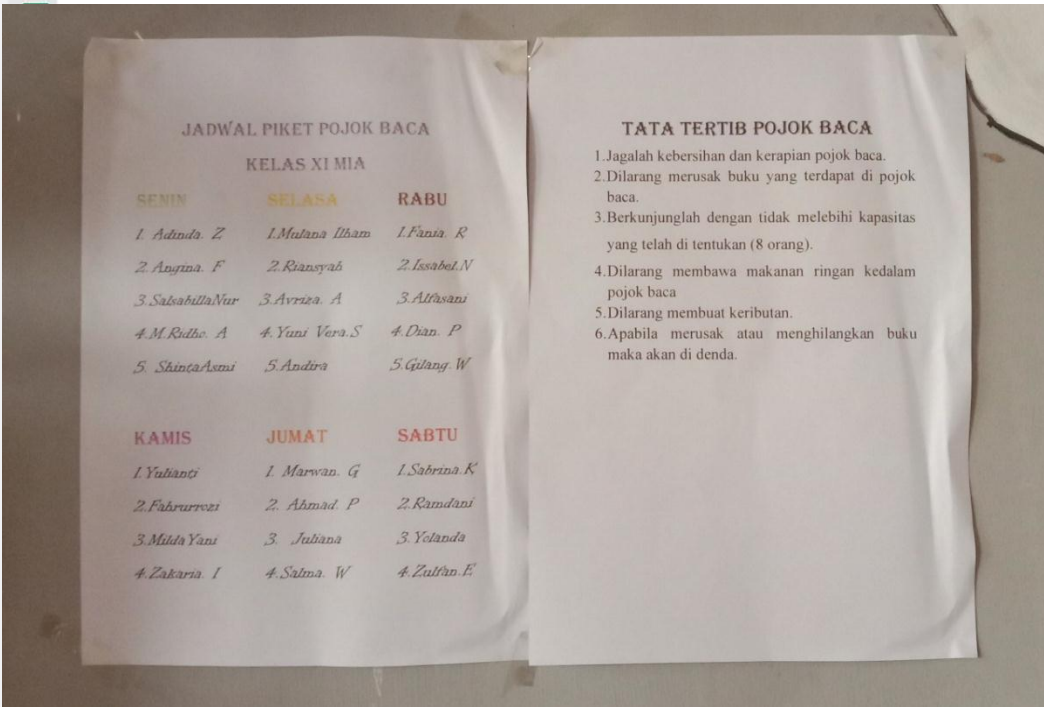 JADWAL PIKET POJOK BACA
KELAS XI MIA
SENIN SELASA RABU
1. Adinda. Z 1.Mulana Ilham 1.Fania. R
2. Angina. F 2.Riansyah 2.Issabel.N
3.SalsabillaNur 3.Avriza. A 3.Alfasani
4.M.Ridho. A 4.Yuni Vera.S 4.Dian. P
5. ShintaAsmi 5.Andira 5.Gilang.W
KAMIS JUMAT SABTU
1.Yulianti 1. Marwan. G 1.Sabrina.K
2.Fahrurrozi 2. Ahmad. P 2.Ramdani
3.Milda Yani 3. Juliana 3.Yolanda
4.Zakaria. I 4.Salma. W 4.Zulfan.E
TATA TERTIB POJOK BACA
1.Jagalah kebersihan dan kerapian pojok baca.
2.Dilarang merusak buku yang terdapat di pojok
baca.
3.Berkunjunglah dengan tidak melebihi kapasitas
yang telah di tentukan (8 orang).
4.Dilarang membawa makanan ringan kedalam
pojok baca
5.Dilarang membuat keributan.
6.Apabila merusak atau menghilangkan buku
maka akan di denda.